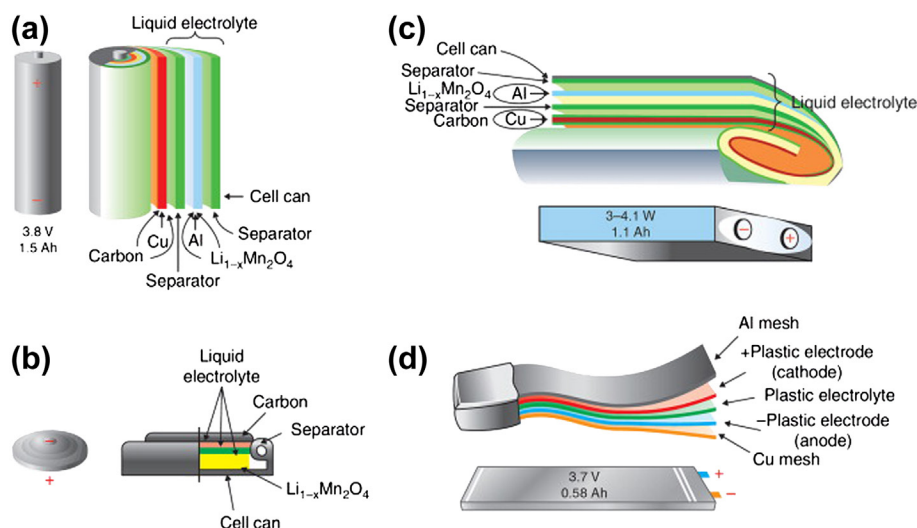 (a)
Liquid electrolyte
+
−
3.8 V
1.5 Ah
Cell can
Cu
Al
Separator
Carbon
Li1−xMn2O4
Separator
(c)
Cell can
Separator
Li1−xMn2O4 Al
Separator
Carbon Cu
Liquid electrolyte
3–4.1 W
1.1 Ah
−
+
(b)
Liquid
electrolyte
Carbon
Separator
−
+
Li1−xMn2O4
Cell can
(d)
Al mesh
+Plastic electrode
(cathode)
Plastic electrolyte
−Plastic electrode
(anode)
Cu mesh
3.7 V
0.58 Ah
+
−